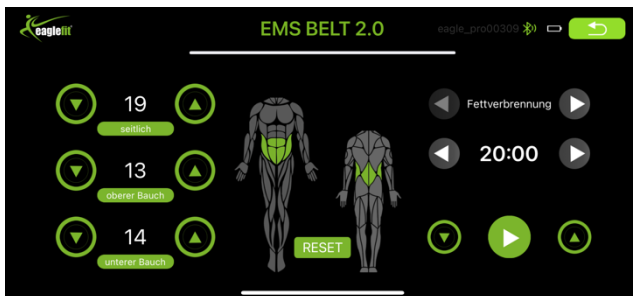 eaglefit
EMS BELT 2.0
eagle_pro00309
19
seitlich
13
oberer Bauch
14
unterer Bauch
RESET
Fettverbrennung
20:00